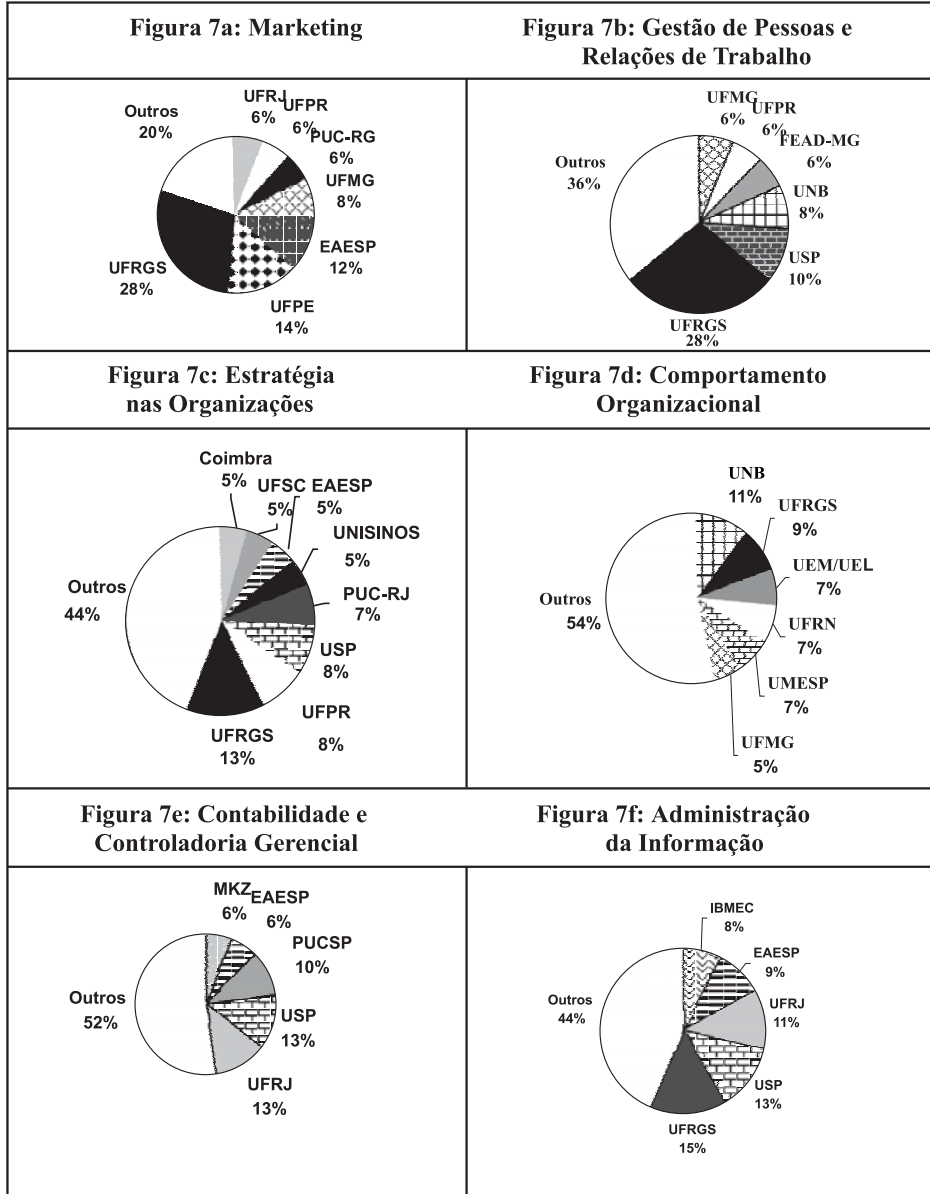 Figura 7a: Marketing
UFRJ
6%
UFPR
6%
PUC-RG
6%
UFMG
8%
EAESP
12%
UFPE
14%
UFRGS
28%
Outros
20%
Figura 7b: Gestão de Pessoas e
Relações de Trabalho
UFMG
6%
UFPR
6%
FEAD-MG
6%
UNB
8%
USP
10%
UFRGS
28%
Outros
36%
Figura 7c: Estratégia
nas Organizações
Coimbra
5%
UFSC
5%
EAESP
5%
UNISINOS
5%
PUC-RJ
7%
USP
8%
UFPR
8%
UFRGS
13%
Outros
44%
Figura 7d: Comportamento
Organizacional
UNB
11%
UFRGS
9%
UEM/UEL
7%
UFRN
7%
UMESP
7%
UFMG
5%
Outros
54%
Figura 7e: Contabilidade e
Controladoria Gerencial
MKZ
6%
EAESP
6%
PUCSP
10%
USP
13%
UFRJ
13%
Outros
52%
Figura 7f: Administração
da Informação
IBMEC
8%
EAESP
9%
UFRJ
11%
USP
13%
UFRGS
15%
Outros
44%